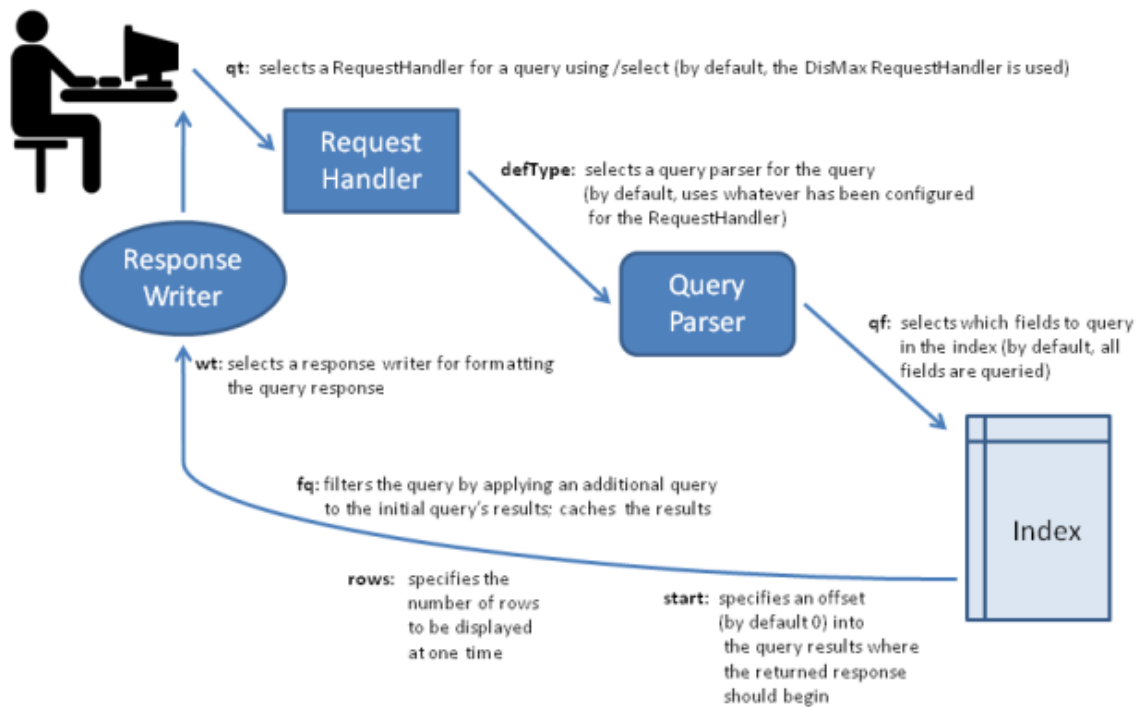 qt: selects a RequestHandler for a query using /select (by default, the DisMax RequestHandler is used)
Request
Handler
defType: selects a query parser for the query
(by default, uses whatever has been configured
for the RequestHandler)
Response
Writer
Query
Parser
qf: selects which fields to query
in the index (by default, all
fields are queried)
wt: selects a response writer for formatting
the query response
fq: filters the query by applying an additional query
to the initial query's results; caches the results
Index
rows: specifies the
number of rows
to be displayed
at one time
start: specifies an offset
(by default 0) into
the query results where
the returned response
should begin